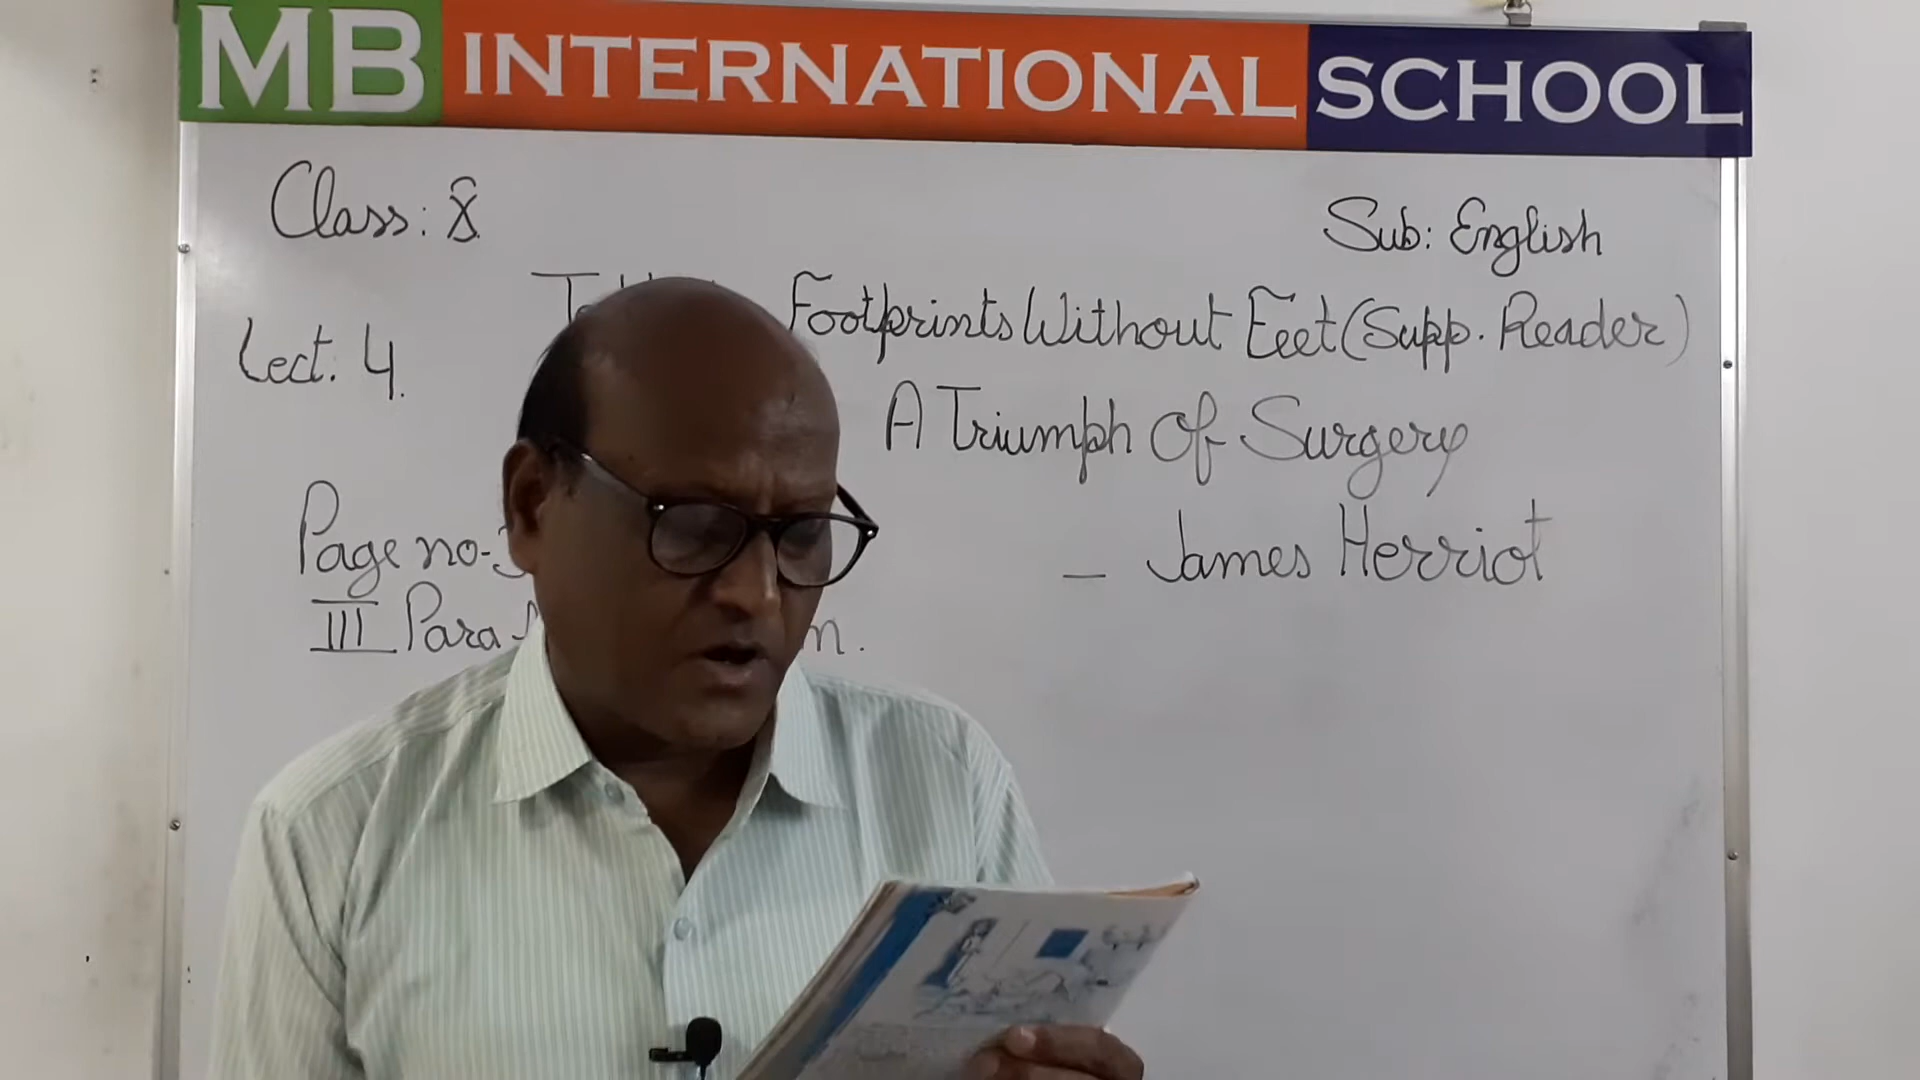 MB INTERNATIONAL SCHOOL
Class: X
Sub: English
Footprints Without Feet (Supp. Reader)
Lect. 4.
A Triumph Of Surgery
Page no-3
- James Herriot
III Para